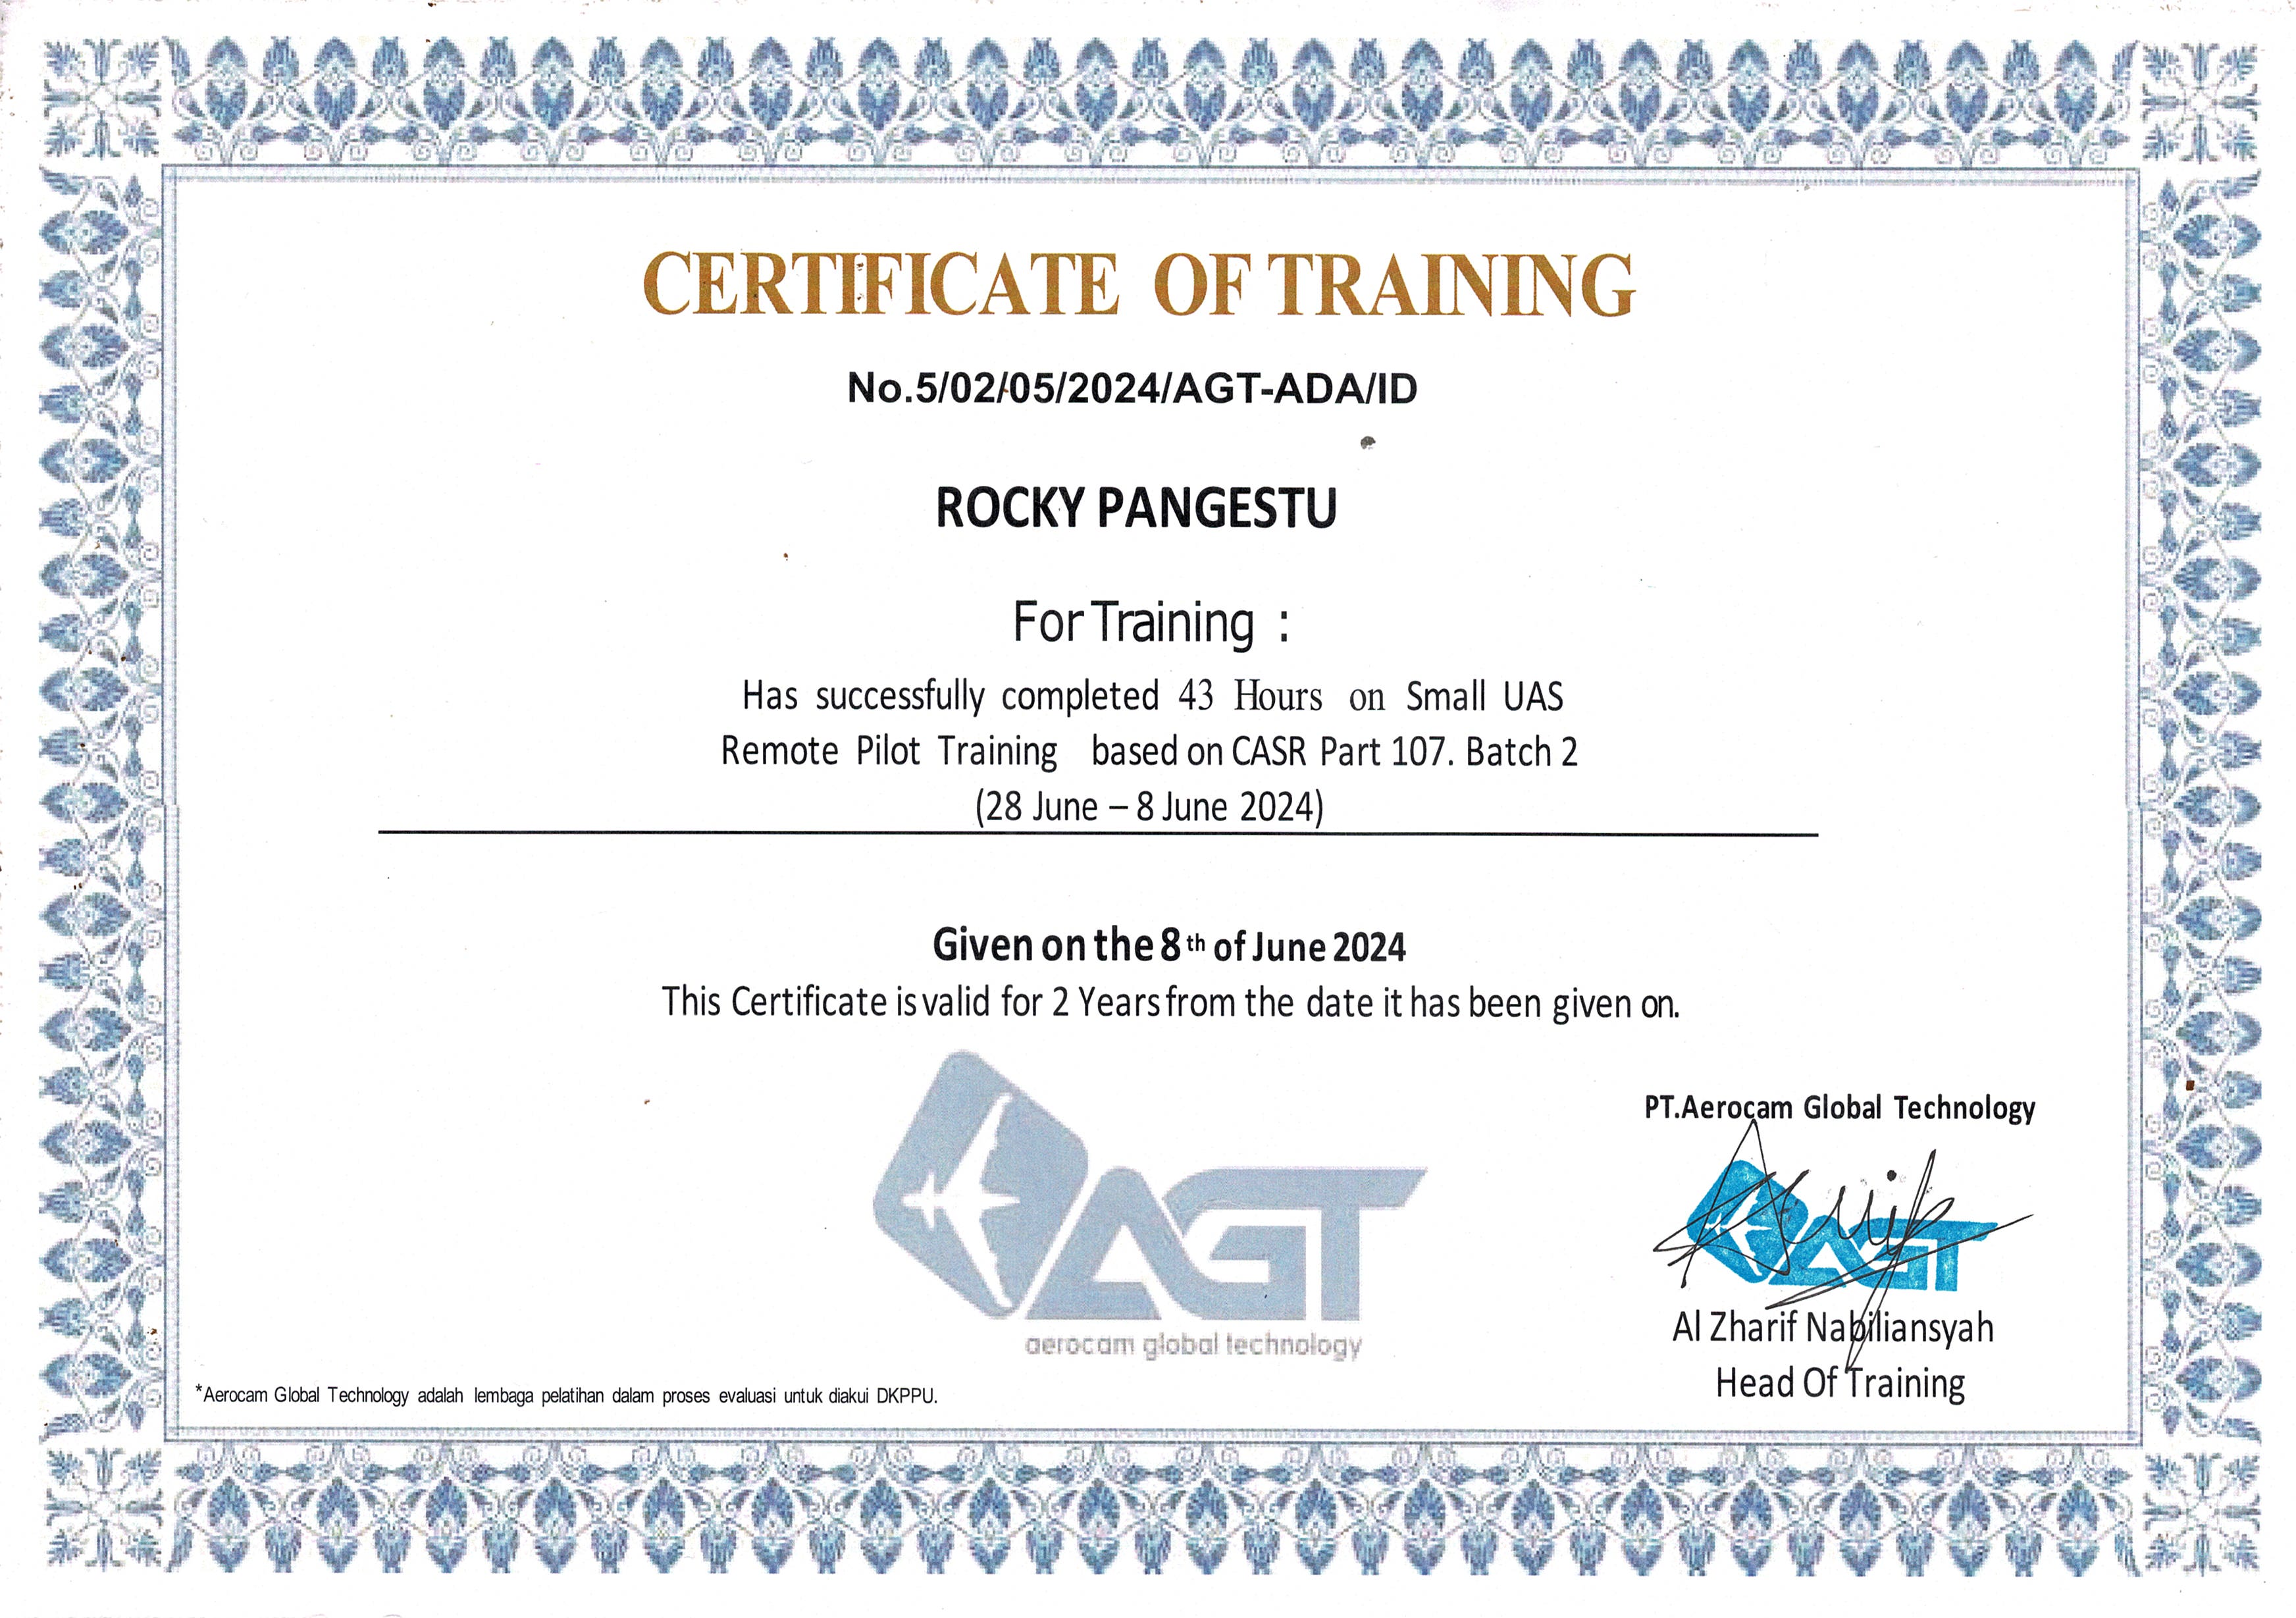 CERTIFICATE OF TRAINING
No.5/02/05/2024/AGT-ADA/ID
ROCKY PANGESTU
For Training :
Has successfully completed 43 Hours on Small UAS
Remote Pilot Training based on CASR Part 107. Batch 2
(28 June – 8 June 2024)
Given on the 8th of June 2024
This Certificate is valid for 2 Years from the date it has been given on.
AGT
aerocam global technology
PT.Aerocam Global Technology
AGT
Al Zharif Nabiliansyah
Head Of Training
*Aerocam Global Technology adalah lembaga pelatihan dalam proses evaluasi untuk diakui DKPPU.